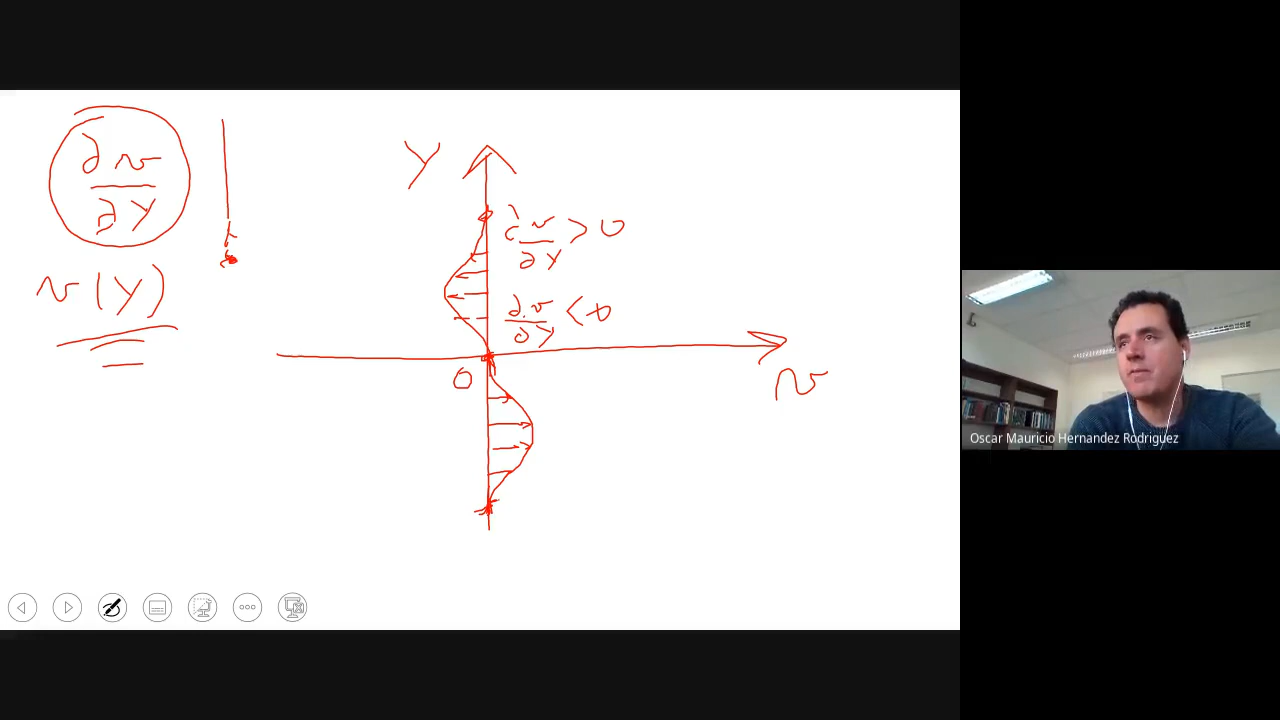 ∂v
∂y
v(y)
y
∂v/∂y > 0
∂v/∂y < 0
0
v
Oscar Mauricio Hernandez Rodriguez